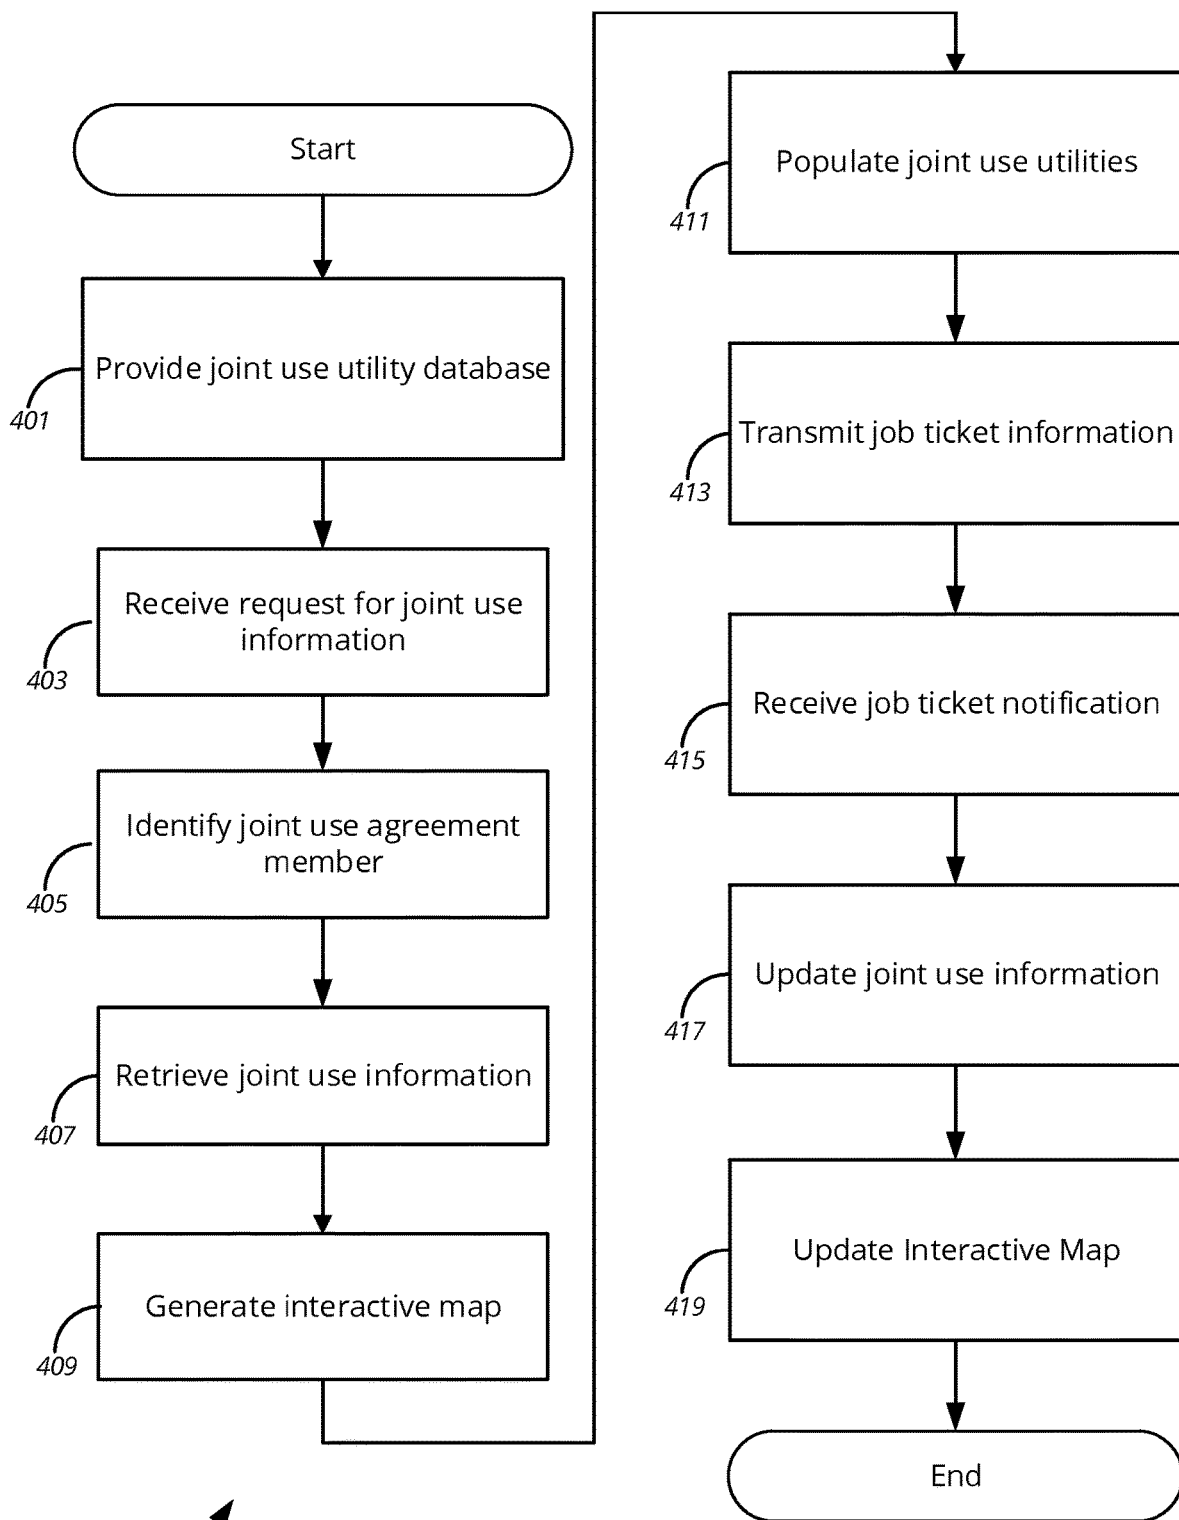 Start
Provide joint use utility database
401
Receive request for joint use
information
403
Identify joint use agreement
member
405
Retrieve joint use information
407
Generate interactive map
409
Populate joint use utilities
411
Transmit job ticket information
413
Receive job ticket notification
415
Update joint use information
417
Update Interactive Map
419
End